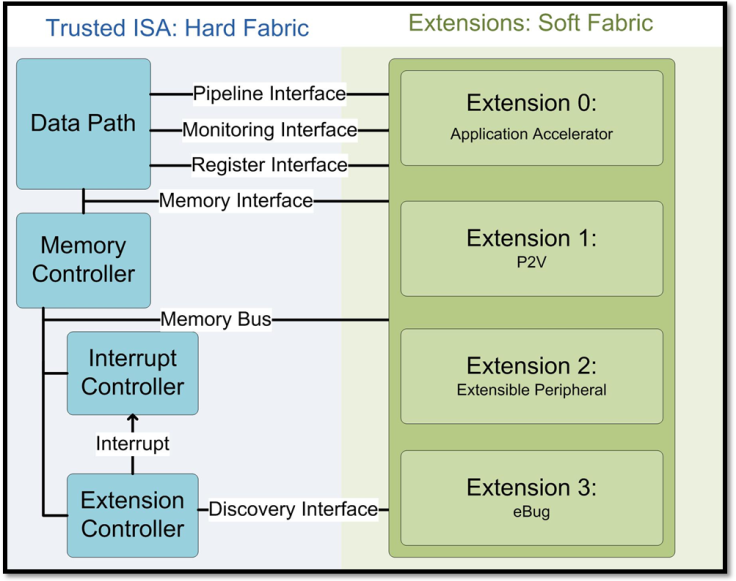 Trusted ISA: Hard Fabric
Extensions: Soft Fabric
Data Path
Pipeline Interface
Monitoring Interface
Register Interface
Memory Interface
Memory
Controller
Memory Bus
Interrupt
Controller
Interrupt
Extension
Controller
Discovery Interface
Extension 0:
Application Accelerator
Extension 1:
P2V
Extension 2:
Extensible Peripheral
Extension 3:
eBug